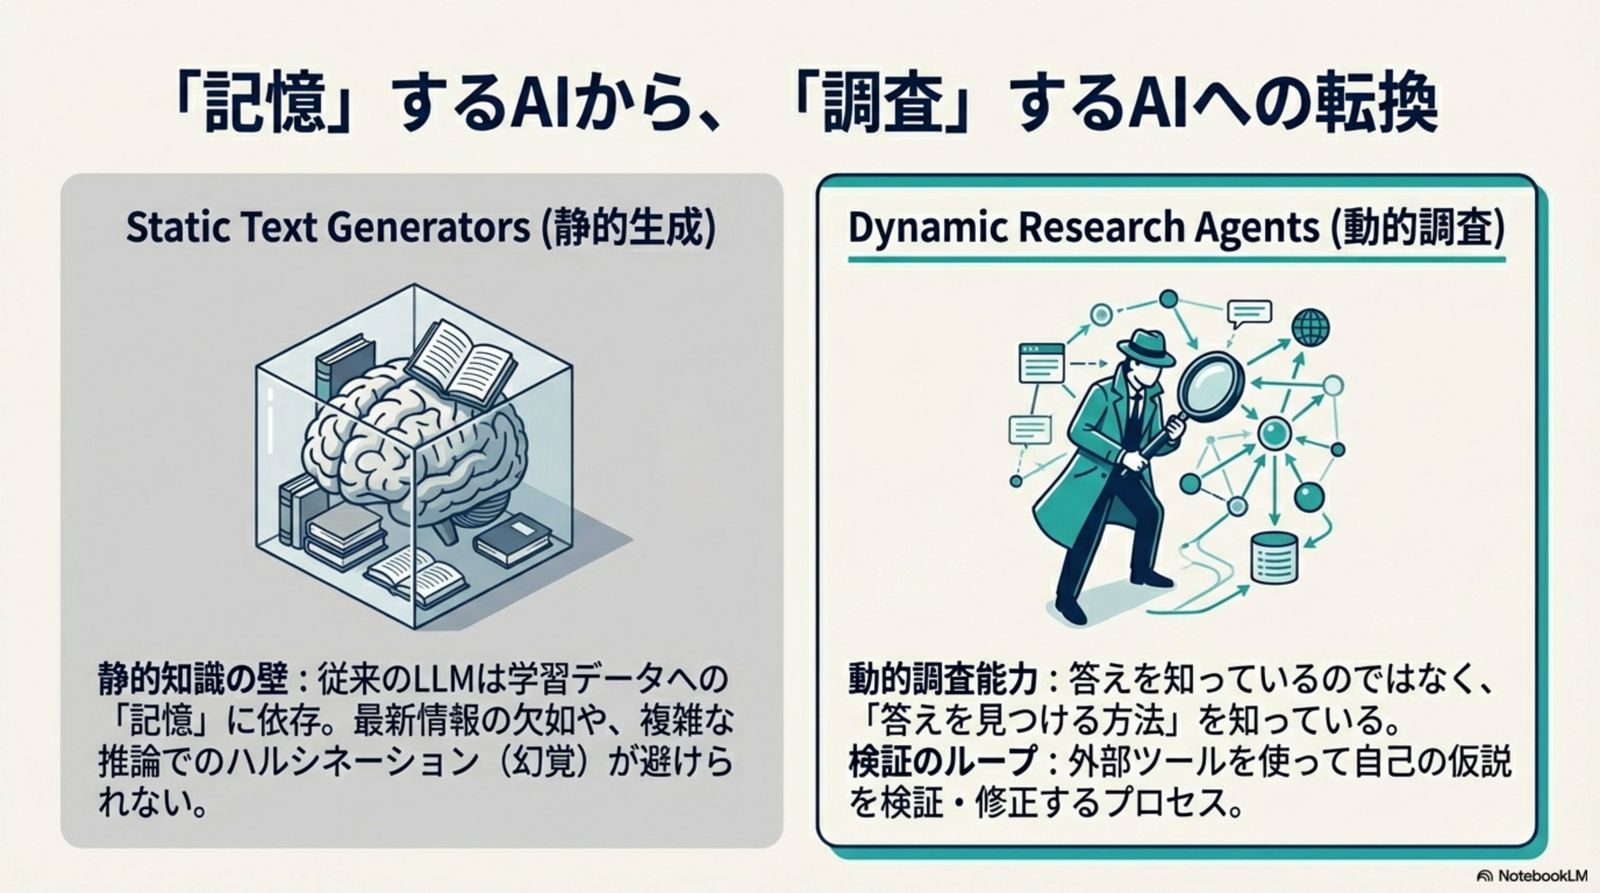 「記憶」するAIから、「調査」するAIへの転換
Static Text Generators (静的生成)
静的知識の壁：従来のLLMは学習データへの
「記憶」に依存。最新情報の欠如や、複雑な
推論でのハルシネーション（幻覚）が避けら
れない。
Dynamic Research Agents (動的調査)
動的調査能力：答えを知っているのではなく、
「答えを見つける方法」を知っている。
検証のループ：外部ツールを使って自己の仮説
を検証・修正するプロセス。
NotebookLM